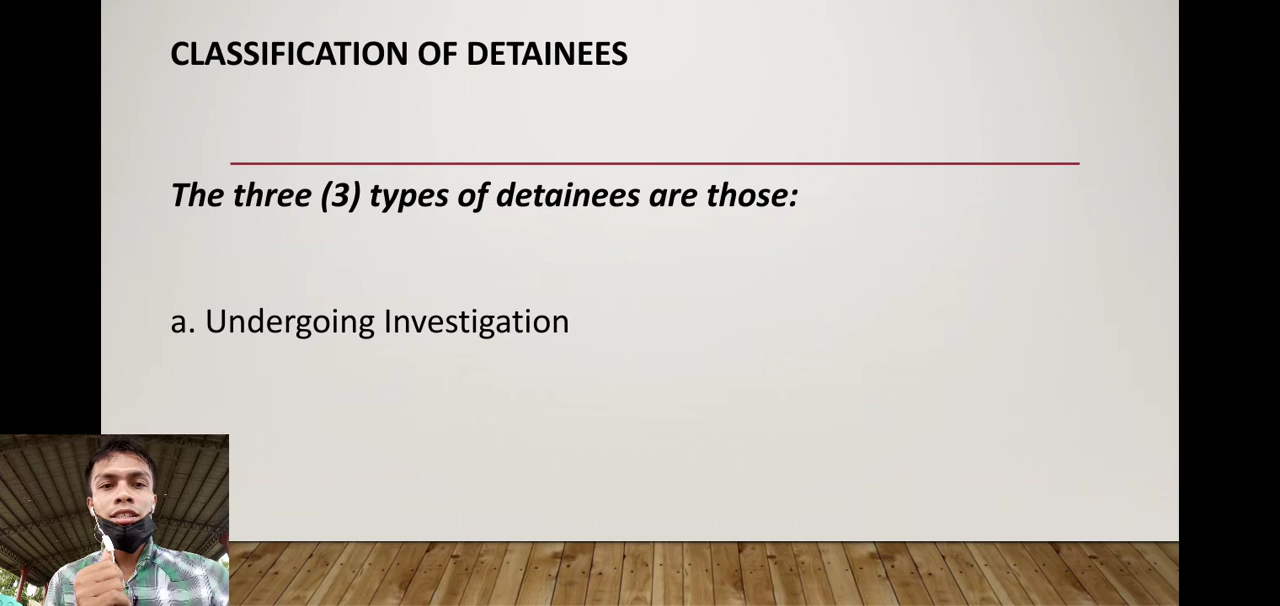 CLASSIFICATION OF DETAINEES
The three (3) types of detainees are those:
a. Undergoing Investigation